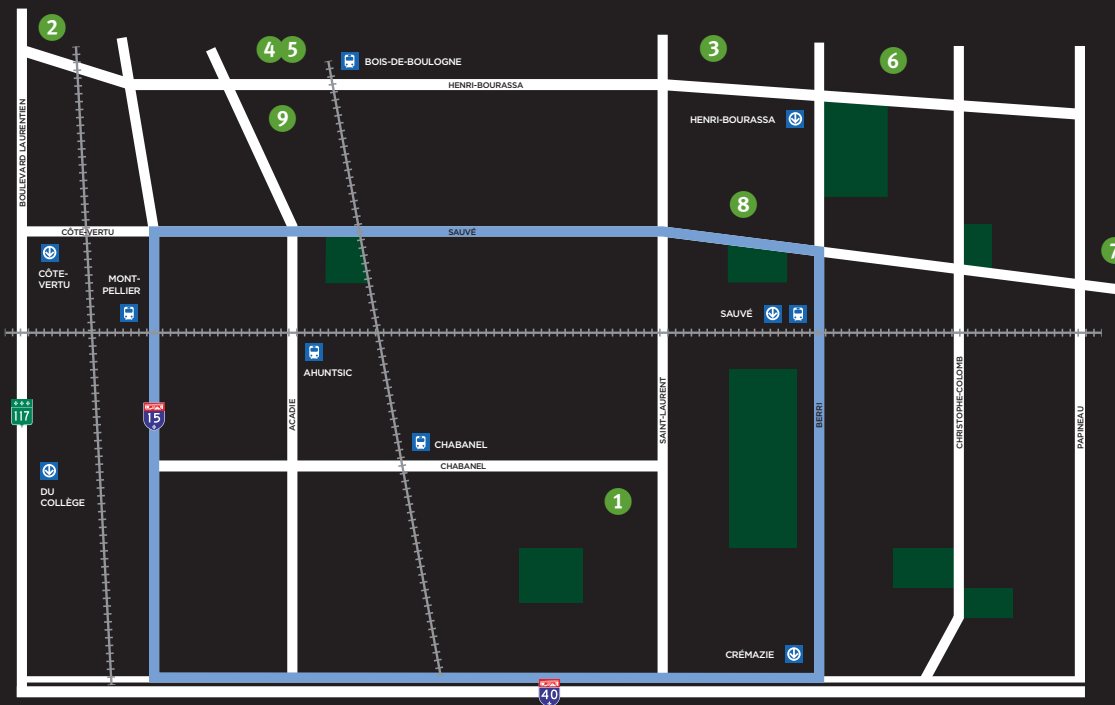 2
4 5
3
6
BOIS-DE-BOULOGNE
HENRI-BOURASSA
9
HENRI-BOURASSA
BOULEVARD LAURENTIEN
8
CÔTE-VERTU
SAUVÉ
7
CÔTE-
VERTU
MONT-
PELLIER
SAUVÉ
AHUNTSIC
117
15
ACADIE
SAINT-LAURENT
BERRI
CHRISTOPHE-COLOMB
PAPINEAU
CHABANEL
CHABANEL
DU
COLLÈGE
1
CRÉMAZIE
40